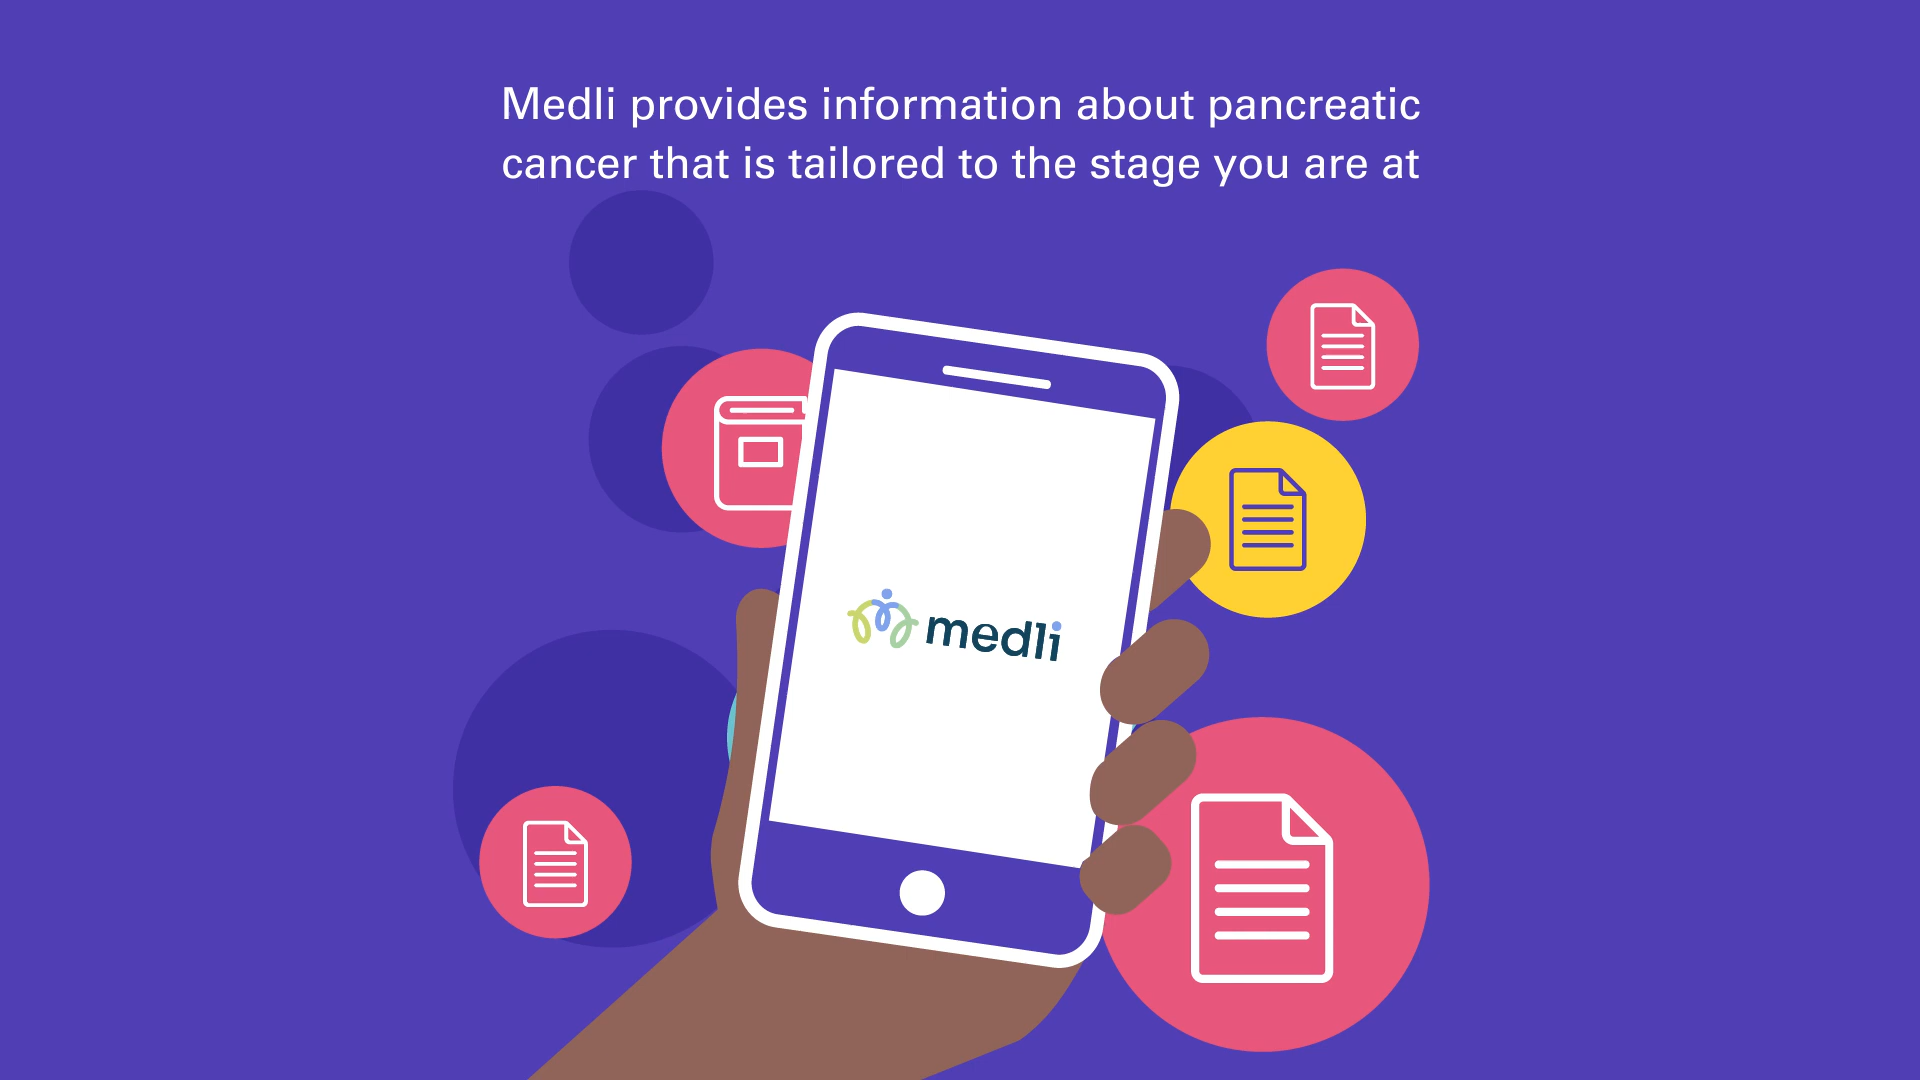 Medli provides information about pancreatic
cancer that is tailored to the stage you are at
medli